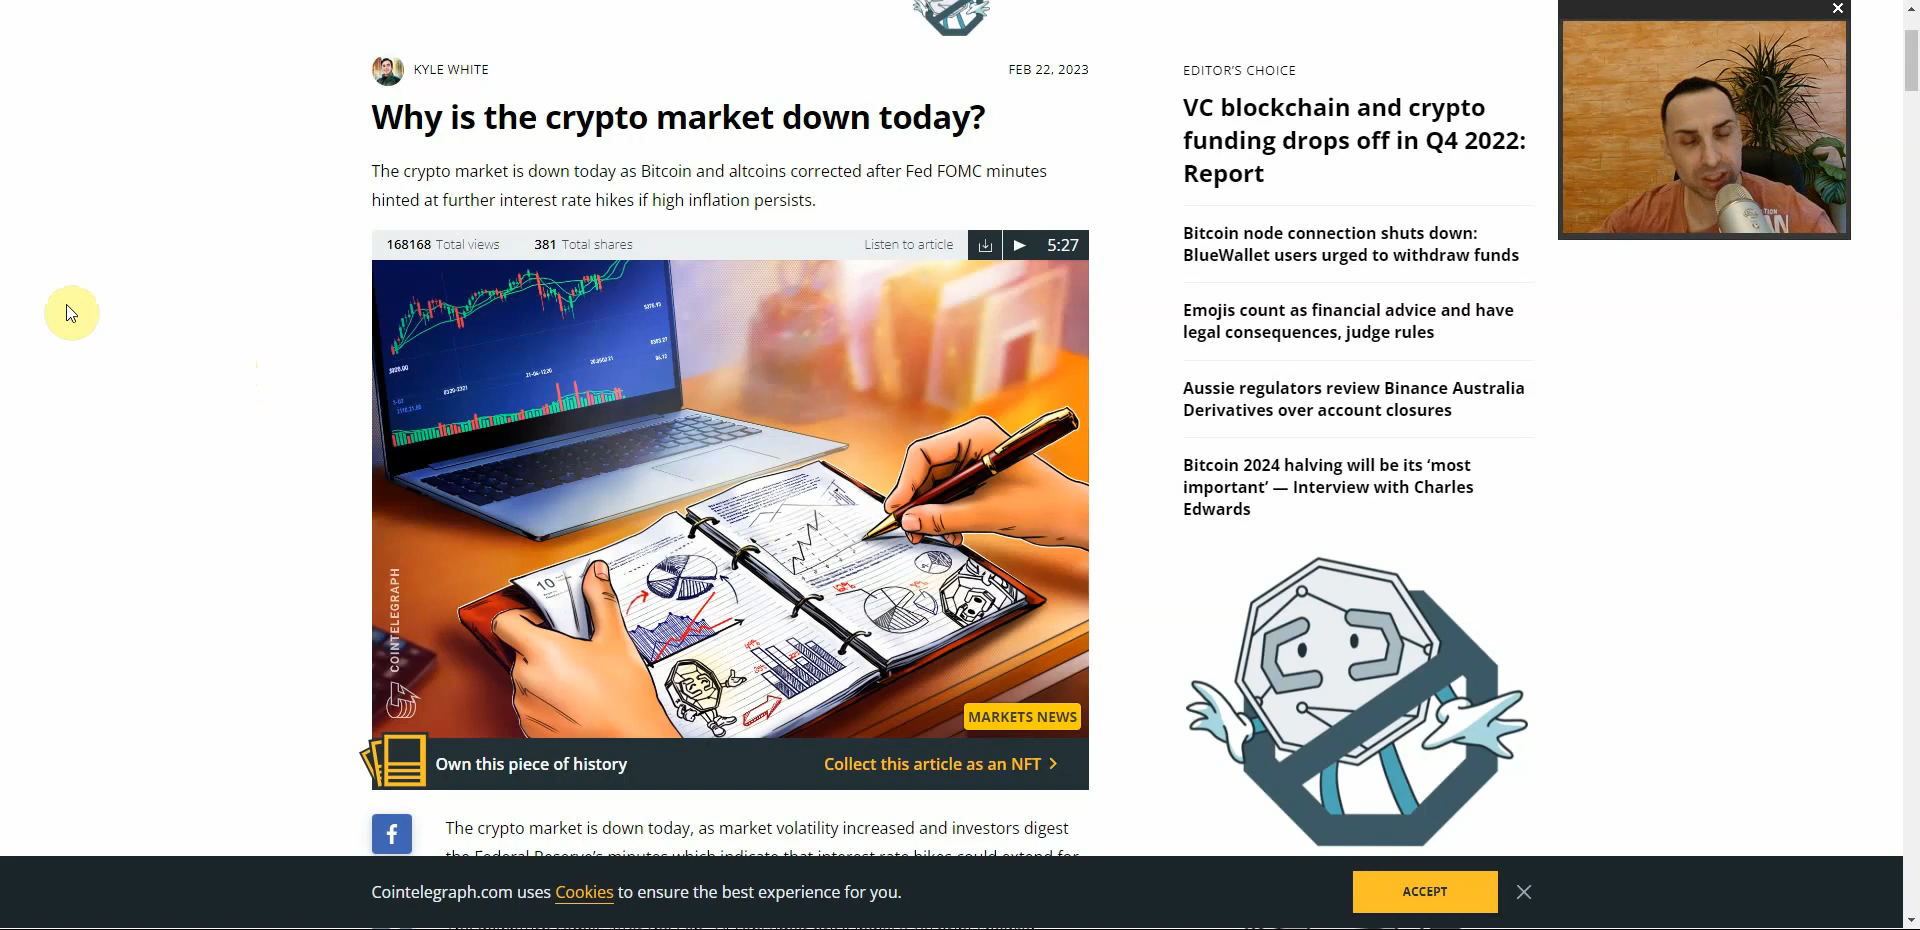 KYLE WHITE
FEB 22, 2023
Why is the crypto market down today?
The crypto market is down today as Bitcoin and altcoins corrected after Fed FOMC minutes
hinted at further interest rate hikes if high inflation persists.
168168 Total views 381 Total shares
Listen to article 5:27
COINTELEGRAPH
10
MARKETS NEWS
Own this piece of history
Collect this article as an NFT
The crypto market is down today, as market volatility increased and investors digest
Cointelegraph.com uses Cookies to ensure the best experience for you.
ACCEPT
EDITOR'S CHOICE
VC blockchain and crypto
funding drops off in Q4 2022:
Report
Bitcoin node connection shuts down:
BlueWallet users urged to withdraw funds
Emojis count as financial advice and have
legal consequences, judge rules
Aussie regulators review Binance Australia
Derivatives over account closures
Bitcoin 2024 halving will be its ‘most
important’ — Interview with Charles
Edwards